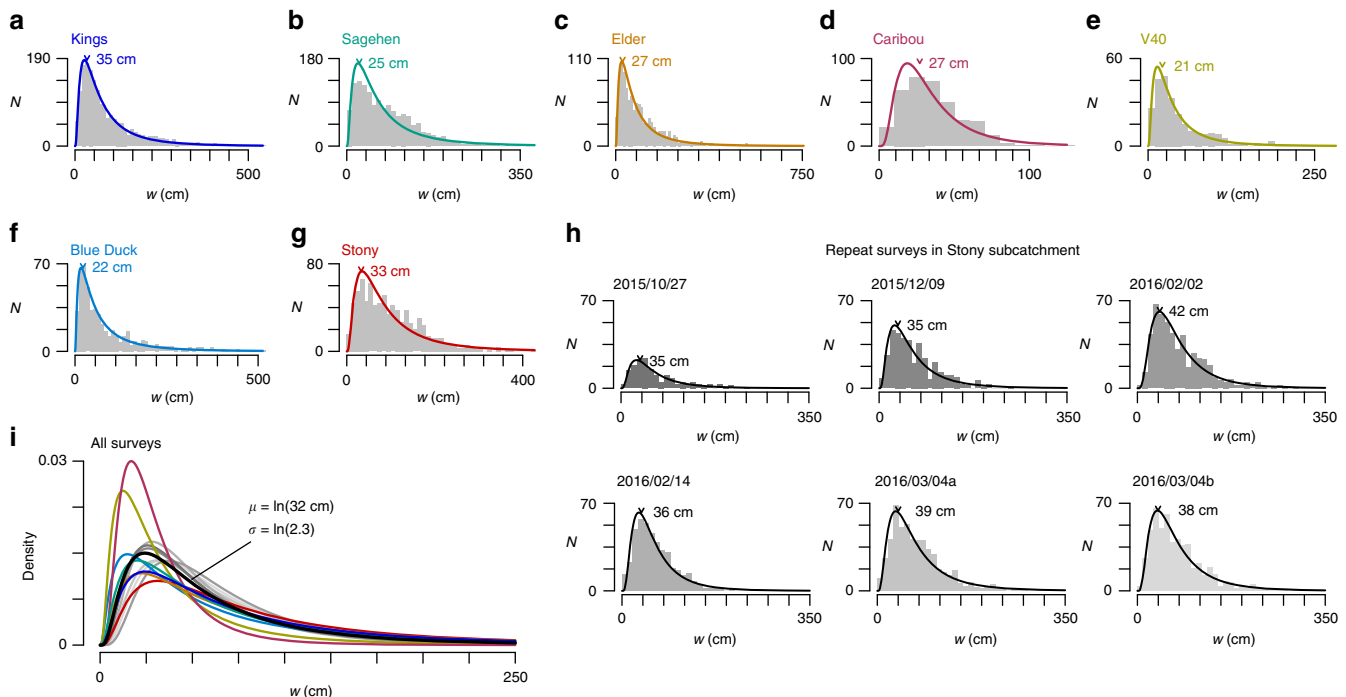 a
Kings
190
35 cm
N
0
0
500
w (cm)
b
Sagehen
180
25 cm
N
0
0
350
w (cm)
c
Elder
110
27 cm
N
0
0
750
w (cm)
d
Caribou
100
27 cm
N
0
0
100
w (cm)
e
V40
60
21 cm
N
0
0
250
w (cm)
f
Blue Duck
70
22 cm
N
0
0
500
w (cm)
g
Stony
80
33 cm
N
0
0
400
w (cm)
h
Repeat surveys in Stony subcatchment
2015/10/27
70
N
35 cm
0
0
350
w (cm)
2015/12/09
70
35 cm
N
0
0
350
w (cm)
2016/02/02
70
42 cm
N
0
0
350
w (cm)
2016/02/14
70
36 cm
N
0
0
350
w (cm)
2016/03/04a
70
39 cm
N
0
0
350
w (cm)
2016/03/04b
70
38 cm
N
0
0
350
w (cm)
i
All surveys
0.03
μ = ln(32 cm)
σ = ln(2.3)
Density
0
0
250
w (cm)